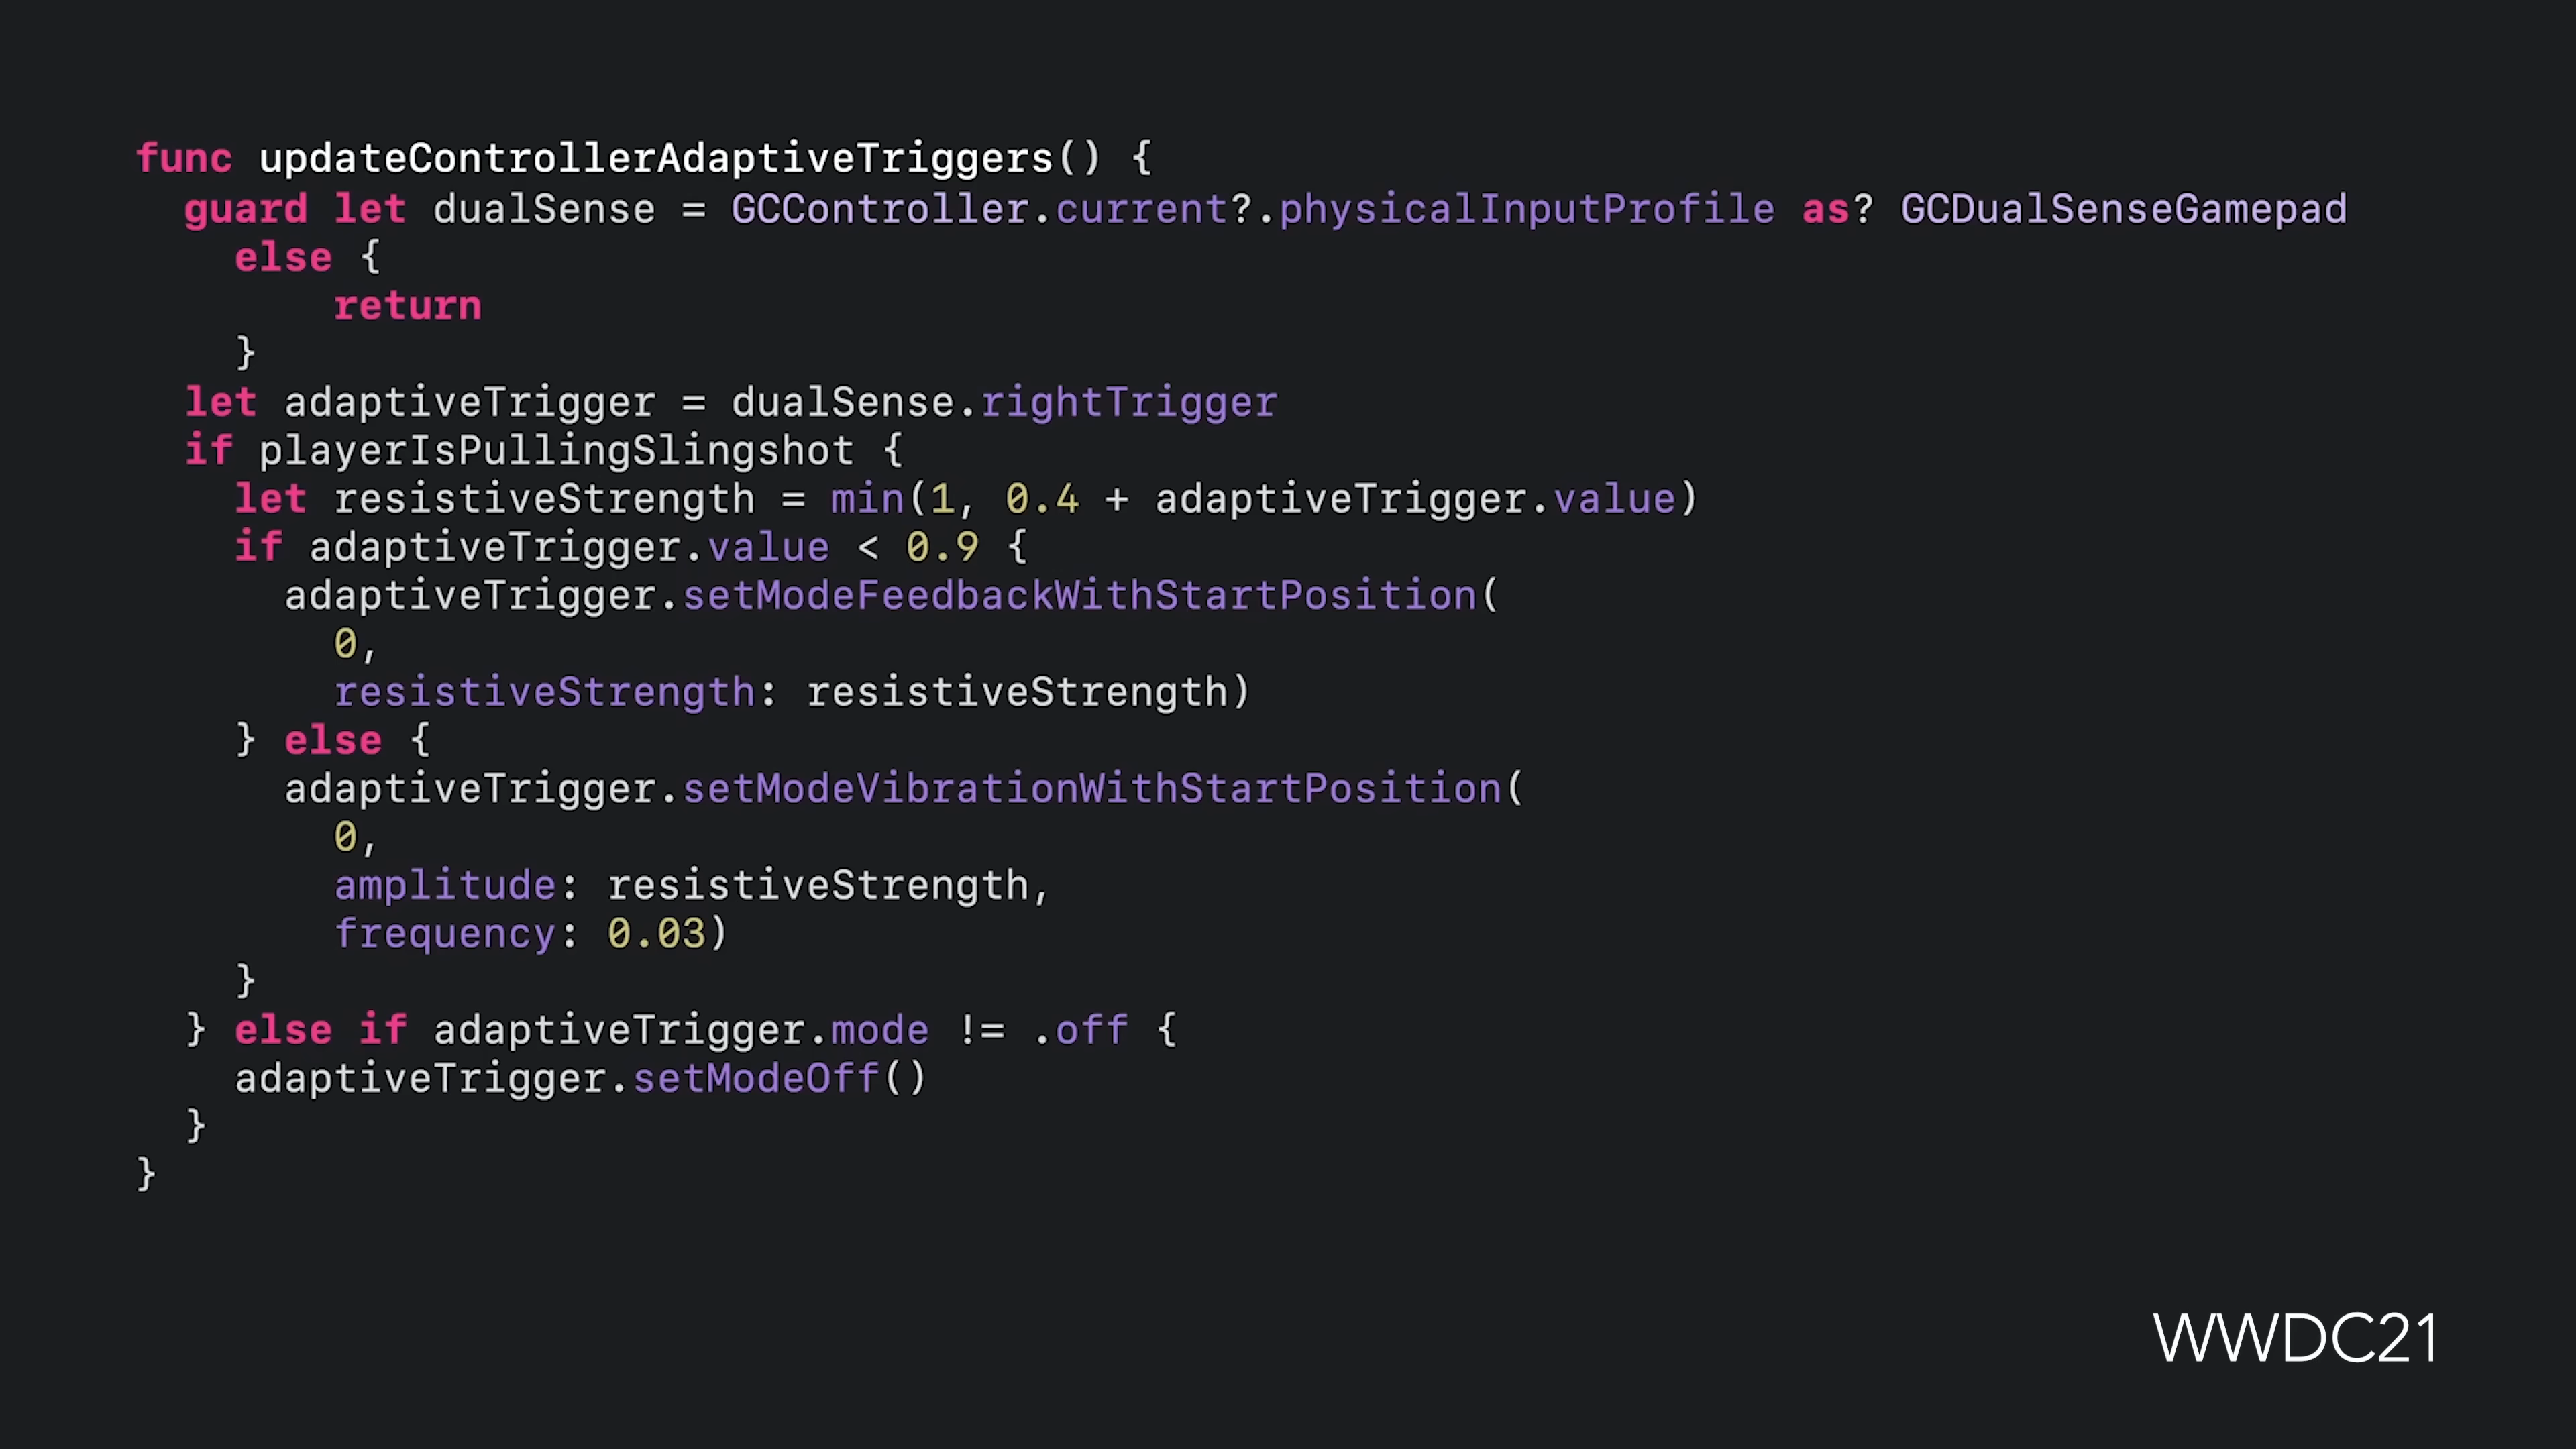 func updateControllerAdaptiveTriggers() {
  guard let dualSense = GCController.current?.physicalInputProfile as? GCDualSenseGamepad
    else {
        return
    }
  let adaptiveTrigger = dualSense.rightTrigger
  if playerIsPullingSlingshot {
    let resistiveStrength = min(1, 0.4 + adaptiveTrigger.value)
    if adaptiveTrigger.value < 0.9 {
      adaptiveTrigger.setModeFeedbackWithStartPosition(
        0,
        resistiveStrength: resistiveStrength)
    } else {
      adaptiveTrigger.setModeVibrationWithStartPosition(
        0,
        amplitude: resistiveStrength,
        frequency: 0.03)
    }
  } else if adaptiveTrigger.mode != .off {
    adaptiveTrigger.setModeOff()
  }
}
WWDC21